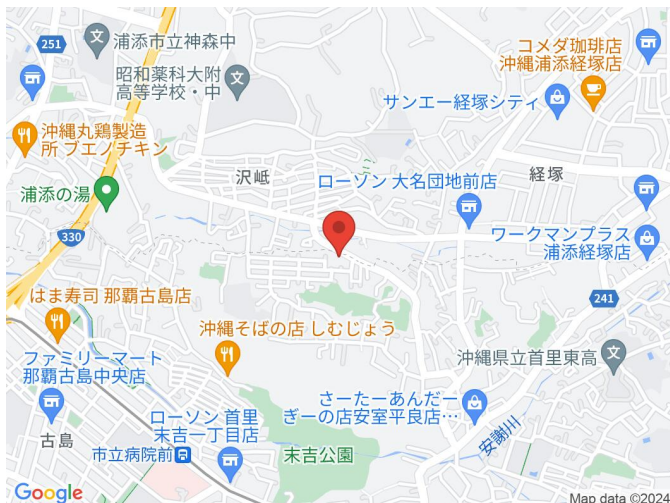 251
浦添市立神森中
昭和薬科大附
高等学校・中
コメダ珈琲店
沖縄浦添経塚店
サンエー経塚シティ
沖縄丸鶏製造
所 ブエノチキン
浦添の湯
沢岻
ローソン 大名団地前店
経塚
330
ワークマンプラス
浦添経塚店
はま寿司 那覇古島店
241
沖縄そばの店 しむじょう
ファミリーマート
那覇古島中央店
沖縄県立首里東高
さーたーあんだー
ぎーの店安室平良店…
ローソン 首里
末吉一丁目店
安謝川
古島
市立病院前
末吉公園
Google
Map data ©2024